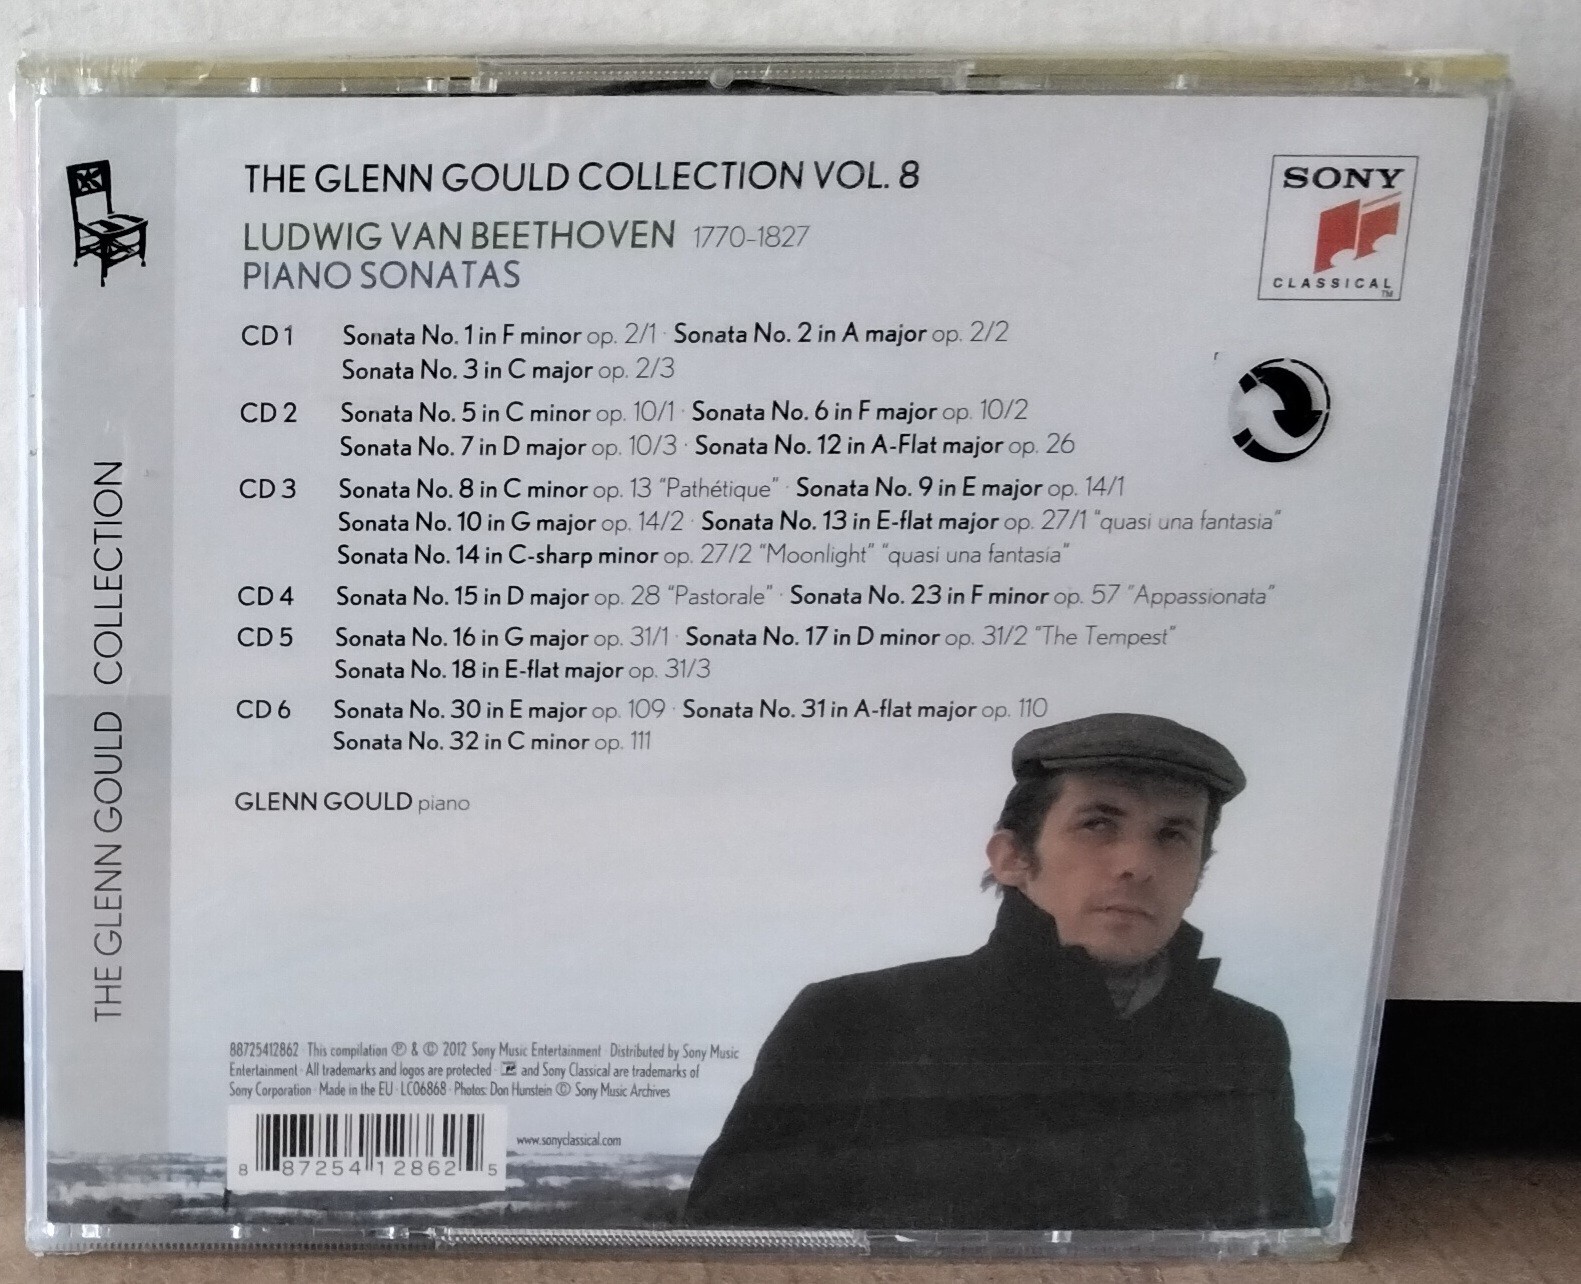 THE GLENN GOULD COLLECTION VOL. 8
LUDWIG VAN BEETHOVEN 1770-1827
PIANO SONATAS
SONY
CLASSICAL
TM
CD 1 Sonata No. 1 in F minor op. 2/1 · Sonata No. 2 in A major op. 2/2
Sonata No. 3 in C major op. 2/3
CD 2 Sonata No. 5 in C minor op. 10/1 · Sonata No. 6 in F major op. 10/2
Sonata No. 7 in D major op. 10/3 · Sonata No. 12 in A-Flat major op. 26
CD 3 Sonata No. 8 in C minor op. 13 "Pathétique" · Sonata No. 9 in E major op. 14/1
Sonata No. 10 in G major op. 14/2 · Sonata No. 13 in E-flat major op. 27/1 "quasi una fantasia"
Sonata No. 14 in C-sharp minor op. 27/2 "Moonlight" "quasi una fantasia"
CD 4 Sonata No. 15 in D major op. 28 "Pastorale" · Sonata No. 23 in F minor op. 57 "Appassionata"
CD 5 Sonata No. 16 in G major op. 31/1 · Sonata No. 17 in D minor op. 31/2 "The Tempest"
Sonata No. 18 in E-flat major op. 31/3
CD 6 Sonata No. 30 in E major op. 109 · Sonata No. 31 in A-flat major op. 110
Sonata No. 32 in C minor op. 111
GLENN GOULD piano
88725412862 · This compilation ℗ & © 2012 Sony Music Entertainment · Distributed by Sony Music
Entertainment · All trademarks and logos are protected · and Sony Classical are trademarks of
Sony Corporation · Made in the EU · LC06868 · Photos: Don Hunstein © Sony Music Archives
www.sonyclassical.com
8 87254 12862 5
THE GLENN GOULD COLLECTION